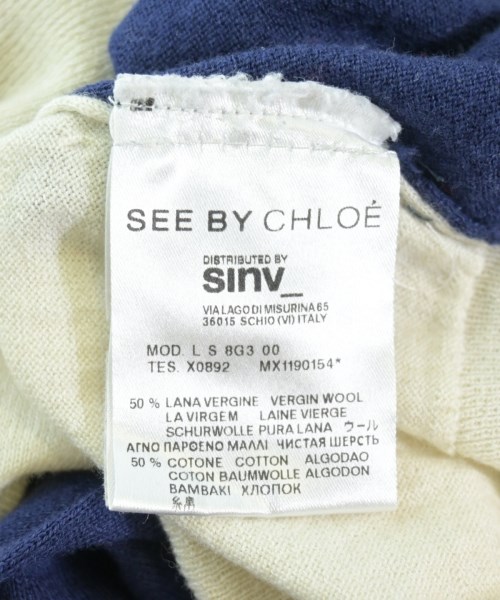 SEE BY CHLOÉ
DISTRIBUTED BY
sinv_
VIA LAGO DI MISURINA 65
36015 SCHIO (VI) ITALY
MOD. L S 8G3 00
TES. X0892 MX1190154*
50 % LANA VERGINE VERGIN WOOL
LA VIRGEM LAINE VIERGE
SCHURWOLLE PURA LANA ウール
ΑΓΝΟ ΠΑΡΘΕΝΟ ΜΑΛΛΙ ЧИСТАЯ ШЕРСТЬ
50 % COTONE COTTON ALGODAO
COTON BAUMWOLLE ALGODON
BAMBAKI ХЛОПОК